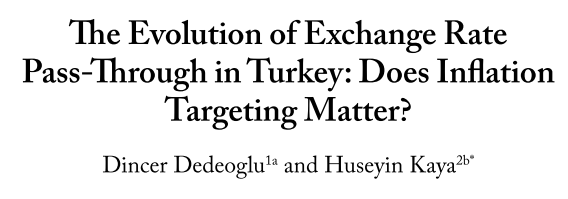 The Evolution of Exchange Rate
Pass-Through in Turkey: Does Inflation
Targeting Matter?
Dincer Dedeoglu¹ᵃ and Huseyin Kaya²ᵇ*